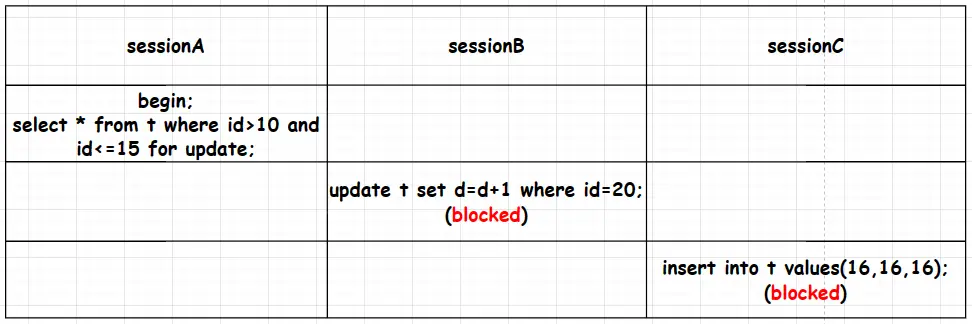 sessionA
sessionB
sessionC
begin;
select * from t where id>10 and
id<=15 for update;
update t set d=d+1 where id=20;
(blocked)
insert into t values(16,16,16);
(blocked)